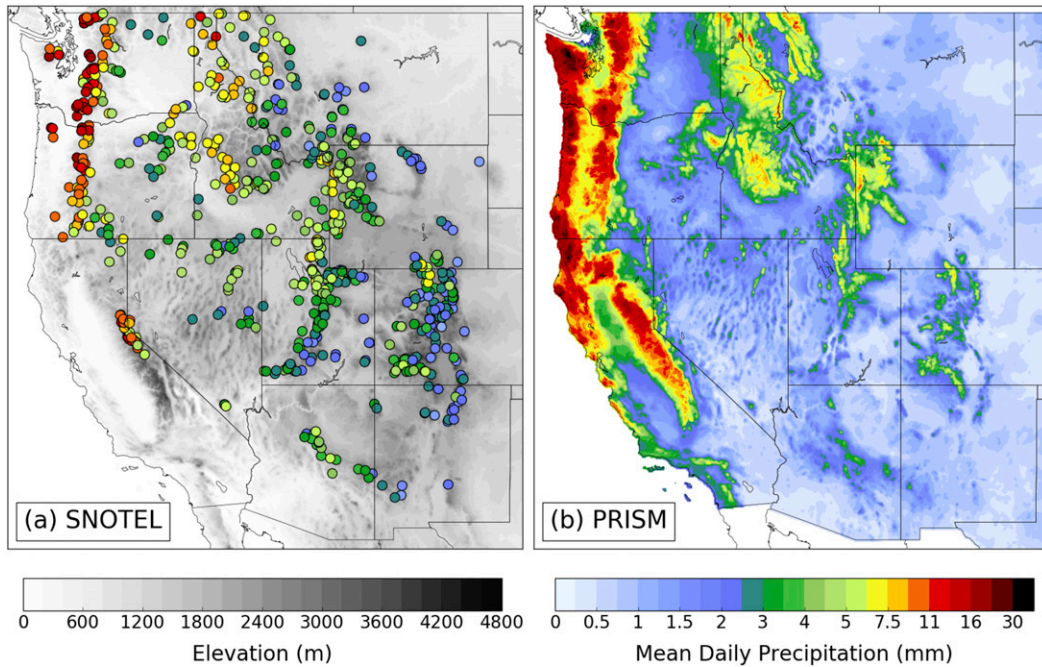 (a) SNOTEL
(b) PRISM
0 600 1200 1800 2400 3000 3600 4200 4800
Elevation (m)
0 0.5 1 1.5 2 3 4 5 7.5 11 16 30
Mean Daily Precipitation (mm)